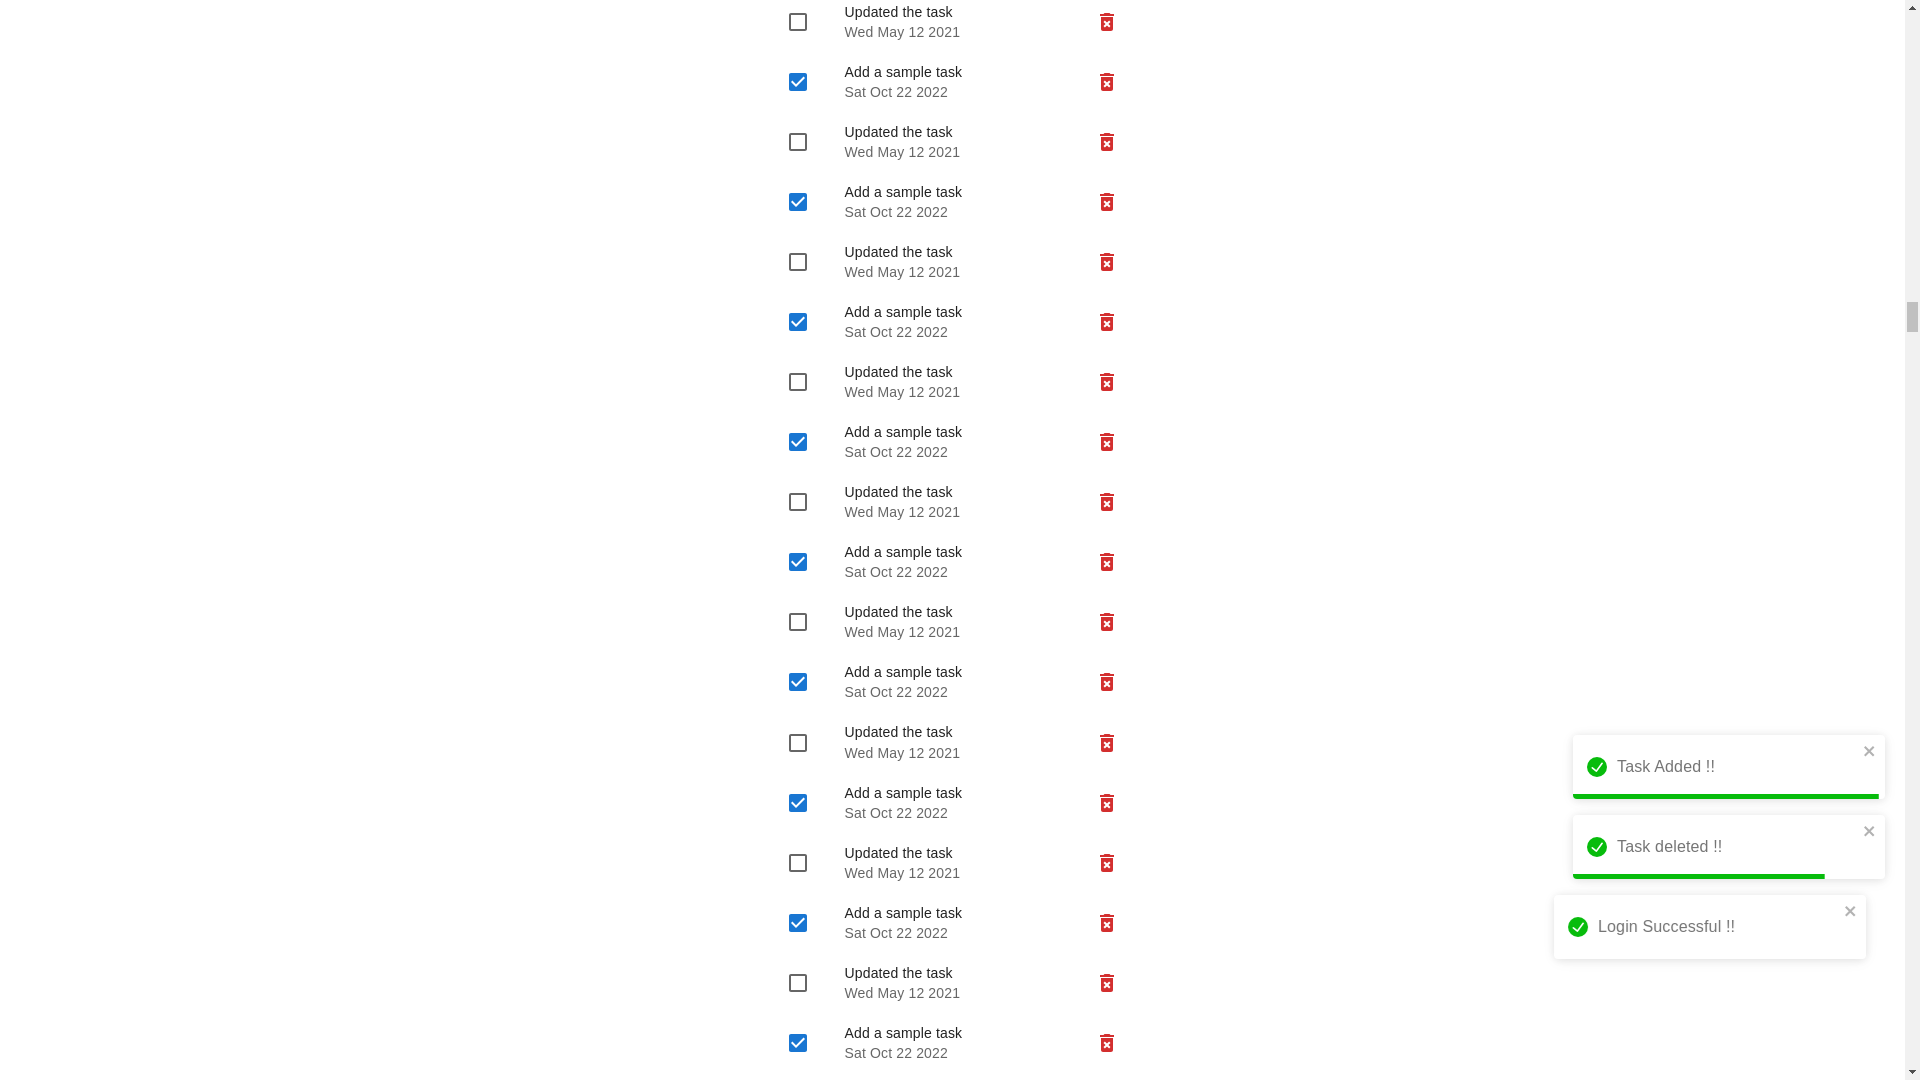 Updated the task
Wed May 12 2021
Add a sample task
Sat Oct 22 2022
Updated the task
Wed May 12 2021
Add a sample task
Sat Oct 22 2022
Updated the task
Wed May 12 2021
Add a sample task
Sat Oct 22 2022
Updated the task
Wed May 12 2021
Add a sample task
Sat Oct 22 2022
Updated the task
Wed May 12 2021
Add a sample task
Sat Oct 22 2022
Updated the task
Wed May 12 2021
Add a sample task
Sat Oct 22 2022
Updated the task
Wed May 12 2021
Add a sample task
Sat Oct 22 2022
Updated the task
Wed May 12 2021
Add a sample task
Sat Oct 22 2022
Updated the task
Wed May 12 2021
Add a sample task
Sat Oct 22 2022
Task Added !!
Task deleted !!
Login Successful !!